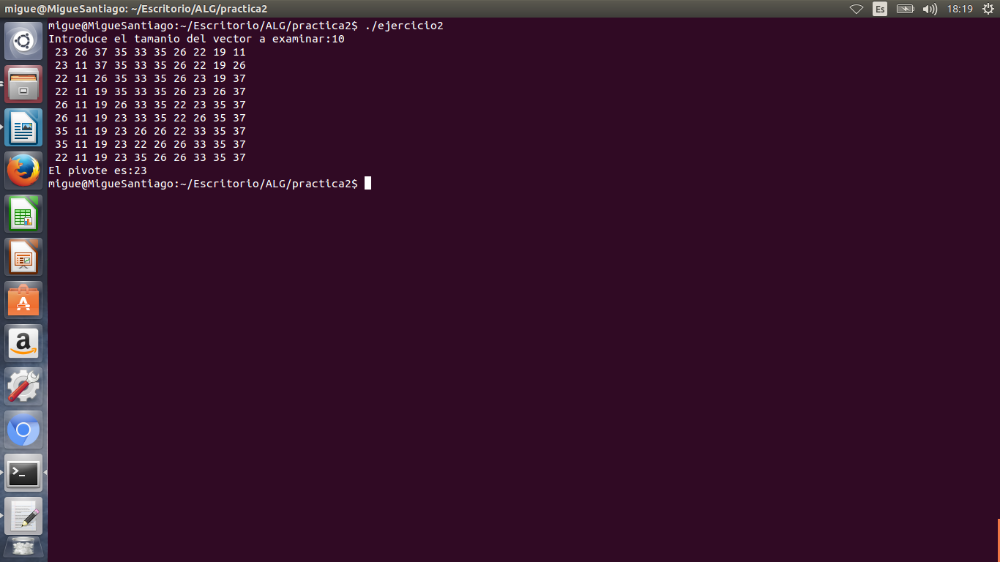 migue@MigueSantiago: ~/Escritorio/ALG/practica2
Es
18:19
migue@MigueSantiago:~/Escritorio/ALG/practica2$ ./ejercicio2
Introduce el tamanio del vector a examinar:10
23 26 37 35 33 35 26 22 19 11
23 11 37 35 33 35 26 22 19 26
22 11 26 35 33 35 26 23 19 37
22 11 19 35 33 35 26 23 26 37
26 11 19 26 33 35 22 23 35 37
26 11 19 23 33 35 22 26 35 37
35 11 19 23 26 26 22 33 35 37
35 11 19 23 22 26 26 33 35 37
22 11 19 23 35 26 26 33 35 37
El pivote es:23
migue@MigueSantiago:~/Escritorio/ALG/practica2$